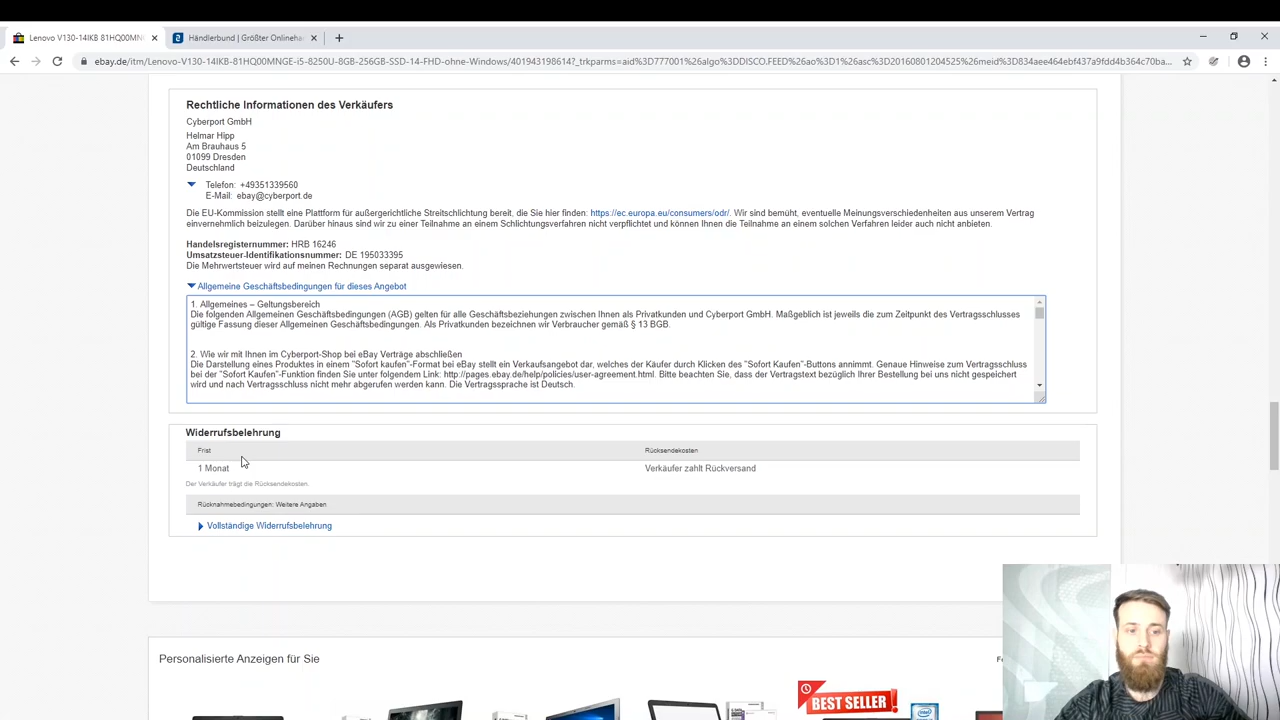 Lenovo V130-14IKB 81HQ00MN
Händlerbund | Größter Onlineha
ebay.de/itm/Lenovo-V130-14IKB-81HQ00MNGE-i-5-8250U-8GB-256GB-SSD-14-FHD-ohne-Windows/401943198614?_trkparms=aid%3D777001%26algo%3DDISCO.FEED%26ao%3D1%26asc%3D20160801204525%26meid%3D834aee464ebf437a9fdd4b364c70ba...
Rechtliche Informationen des Verkäufers
Cyberport GmbH
Helmar Hipp
Am Brauhaus 5
01099 Dresden
Deutschland
Telefon: +49351339560
E-Mail: ebay@cyberport.de
Die EU-Kommission stellt eine Plattform für außergerichtliche Streitschlichtung bereit, die Sie hier finden: https://ec.europa.eu/consumers/odr/. Wir sind bemüht, eventuelle Meinungsverschiedenheiten aus unserem Vertrag
einvernehmlich beizulegen. Darüber hinaus sind wir zu einer Teilnahme an einem Schlichtungsverfahren nicht verpflichtet und können Ihnen die Teilnahme an einem solchen Verfahren leider auch nicht anbieten.
Handelsregisternummer: HRB 16246
Umsatzsteuer-Identifikationsnummer: DE 195033395
Die Mehrwertsteuer wird auf meinen Rechnungen separat ausgewiesen.
Allgemeine Geschäftsbedingungen für dieses Angebot
1. Allgemeines – Geltungsbereich
Die folgenden Allgemeinen Geschäftsbedingungen (AGB) gelten für alle Geschäftsbeziehungen zwischen Ihnen als Privatkunden und Cyberport GmbH. Maßgeblich ist jeweils die zum Zeitpunkt des Vertragsschlusses
gültige Fassung dieser Allgemeinen Geschäftsbedingungen. Als Privatkunden bezeichnen wir Verbraucher gemäß § 13 BGB.
2. Wie wir mit Ihnen im Cyberport-Shop bei eBay Verträge abschließen
Die Darstellung eines Produktes in einem "Sofort kaufen"-Format bei eBay stellt ein Verkaufsangebot dar, welches der Käufer durch Klicken des "Sofort Kaufen"-Buttons annimmt. Genaue Hinweise zum Vertragsschluss
bei der "Sofort Kaufen"-Funktion finden Sie unter folgendem Link: http://pages.ebay.de/help/policies/user-agreement.html. Bitte beachten Sie, dass der Vertragstext bezüglich Ihrer Bestellung bei uns nicht gespeichert
wird und nach Vertragsschluss nicht mehr abgerufen werden kann. Die Vertragssprache ist Deutsch.
Widerrufsbelehrung
Frist Rücksendekosten
1 Monat Verkäufer zahlt Rückversand
Der Verkäufer trägt die Rücksendekosten.
Rücknahmebedingungen: Weitere Angaben
Vollständige Widerrufsbelehrung
Personalisierte Anzeigen für Sie
BEST SELLER